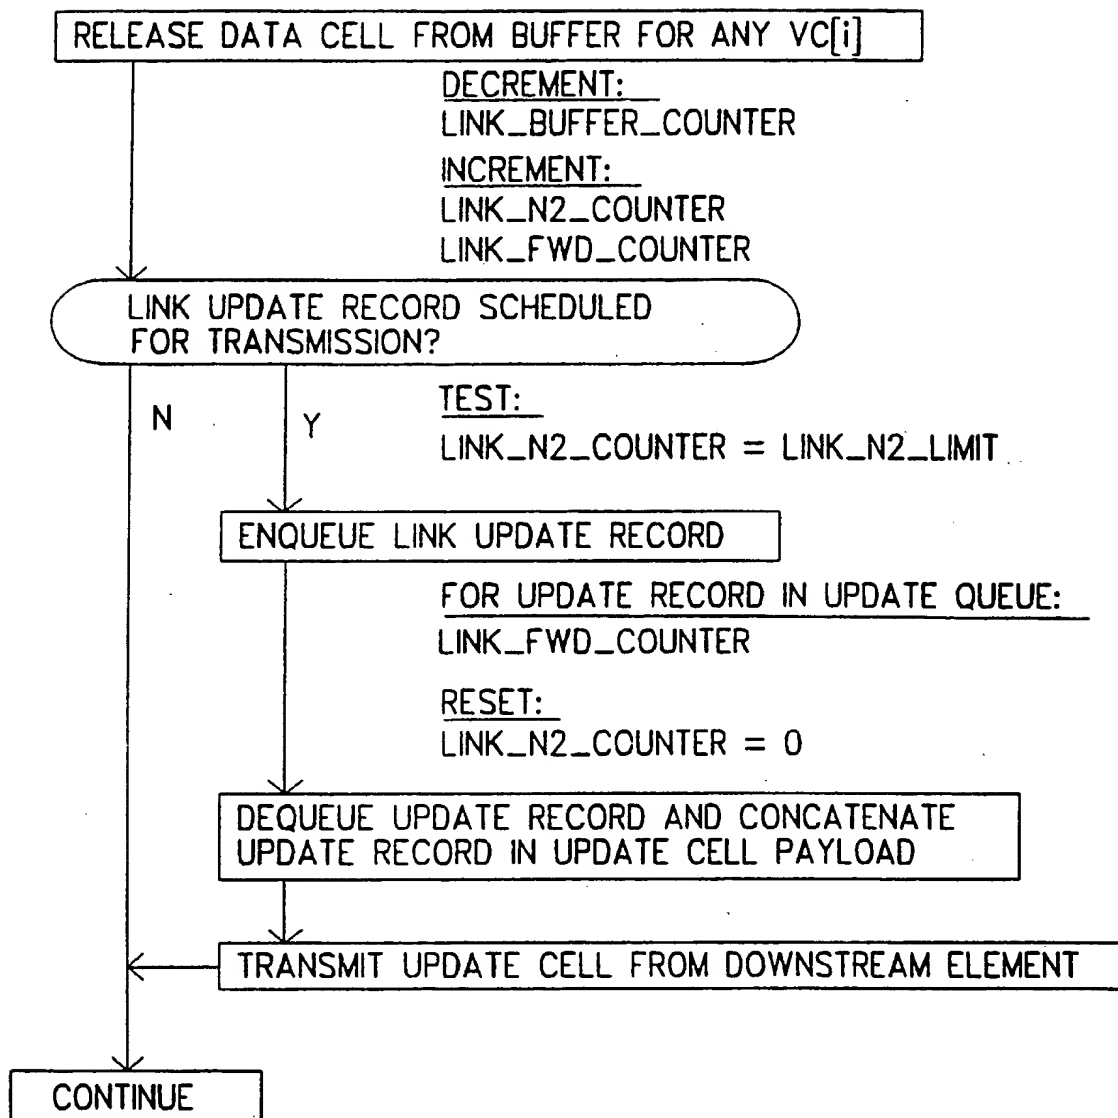 RELEASE DATA CELL FROM BUFFER FOR ANY VC[i]
DECREMENT:
LINK_BUFFER_COUNTER
INCREMENT:
LINK_N2_COUNTER
LINK_FWD_COUNTER
LINK UPDATE RECORD SCHEDULED
FOR TRANSMISSION?
N
Y
TEST:
LINK_N2_COUNTER = LINK_N2_LIMIT
ENQUEUE LINK UPDATE RECORD
FOR UPDATE RECORD IN UPDATE QUEUE:
LINK_FWD_COUNTER
RESET:
LINK_N2_COUNTER = 0
DEQUEUE UPDATE RECORD AND CONCATENATE
UPDATE RECORD IN UPDATE CELL PAYLOAD
TRANSMIT UPDATE CELL FROM DOWNSTREAM ELEMENT
CONTINUE